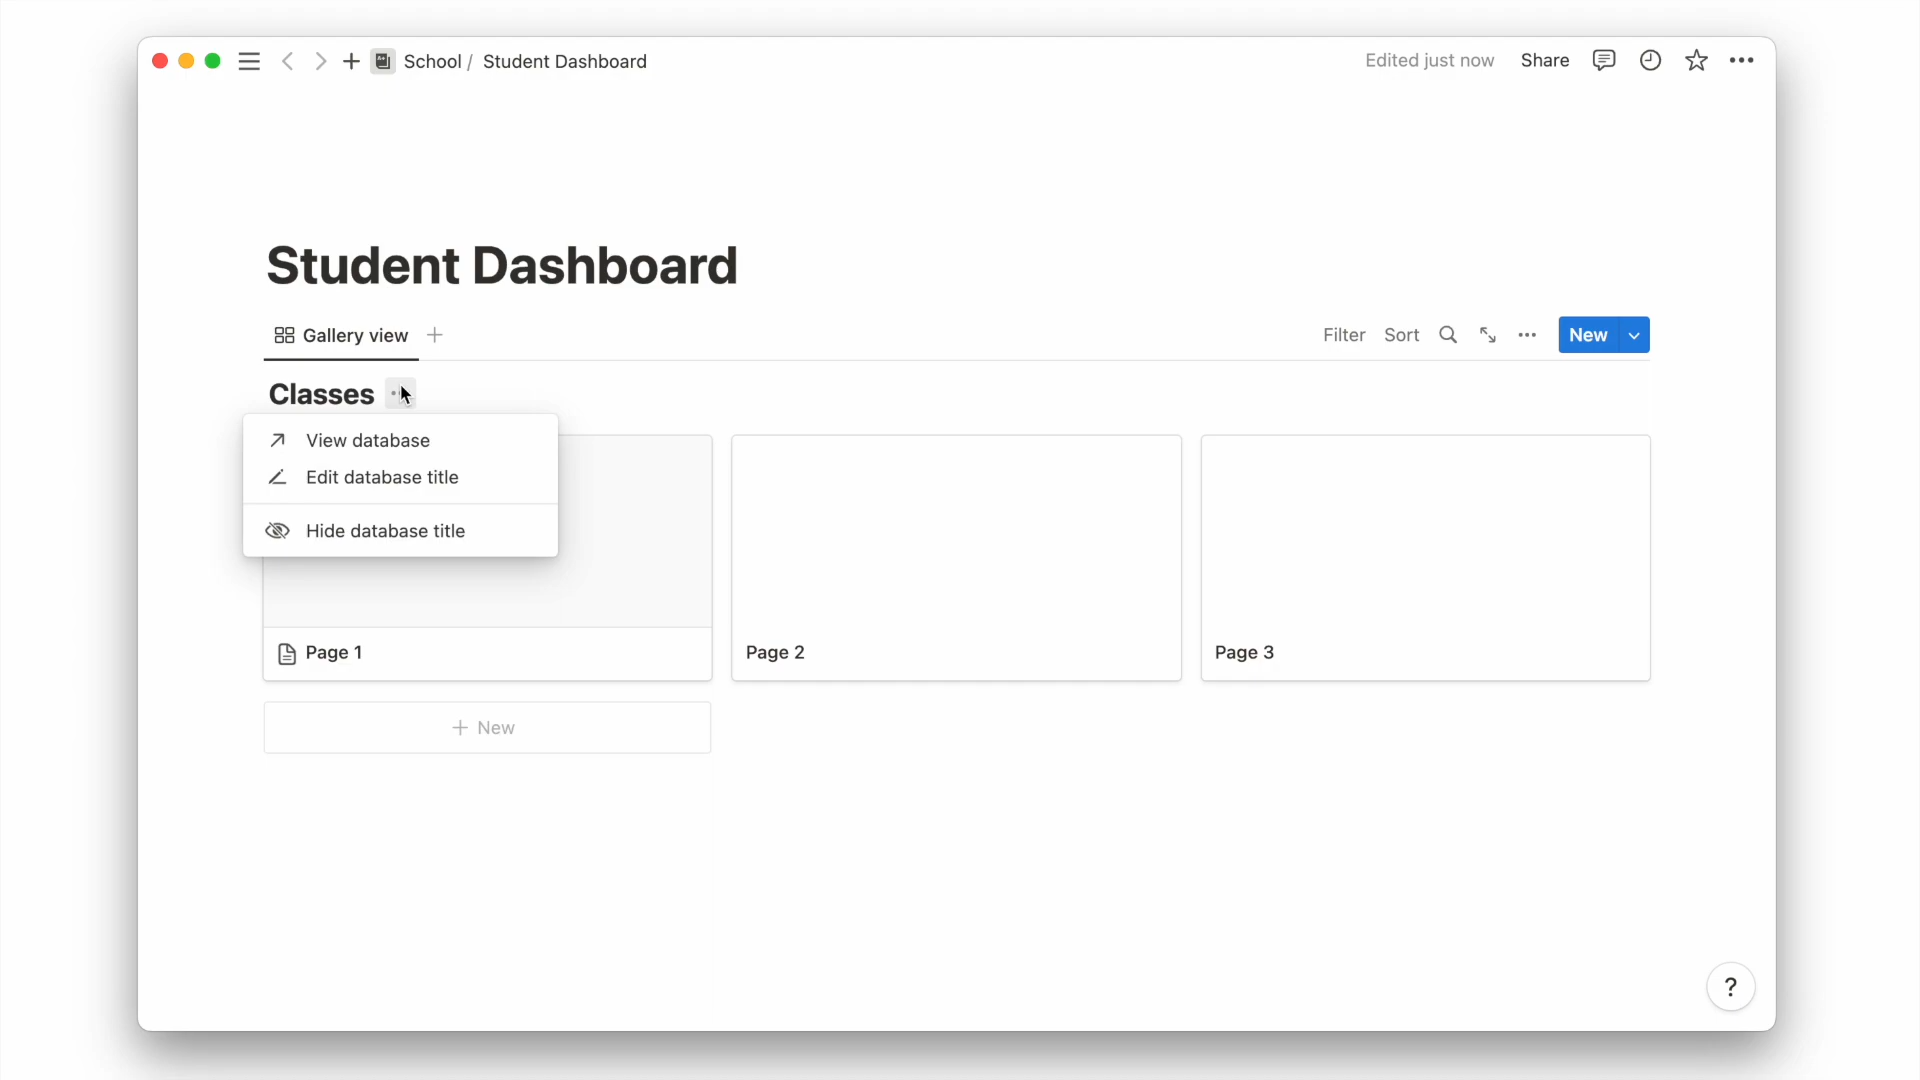 School / Student Dashboard
Edited just now Share
Student Dashboard
Gallery view
Filter Sort New
Classes
View database
Edit database title
Hide database title
Page 1
Page 2
Page 3
+ New
?